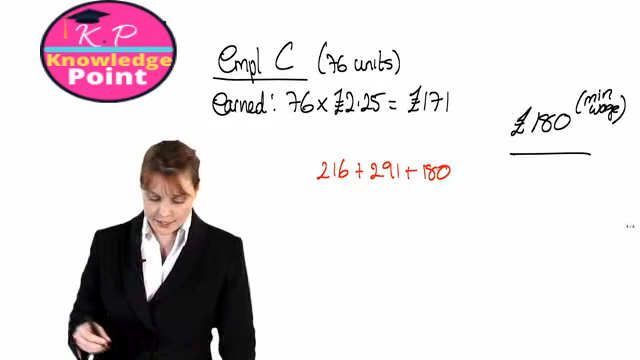 K.P
Knowledge
Point
Empl C (76 units)
earned: 76 x £2.25 = £171
£180 (min wage)
216 + 291 + 180